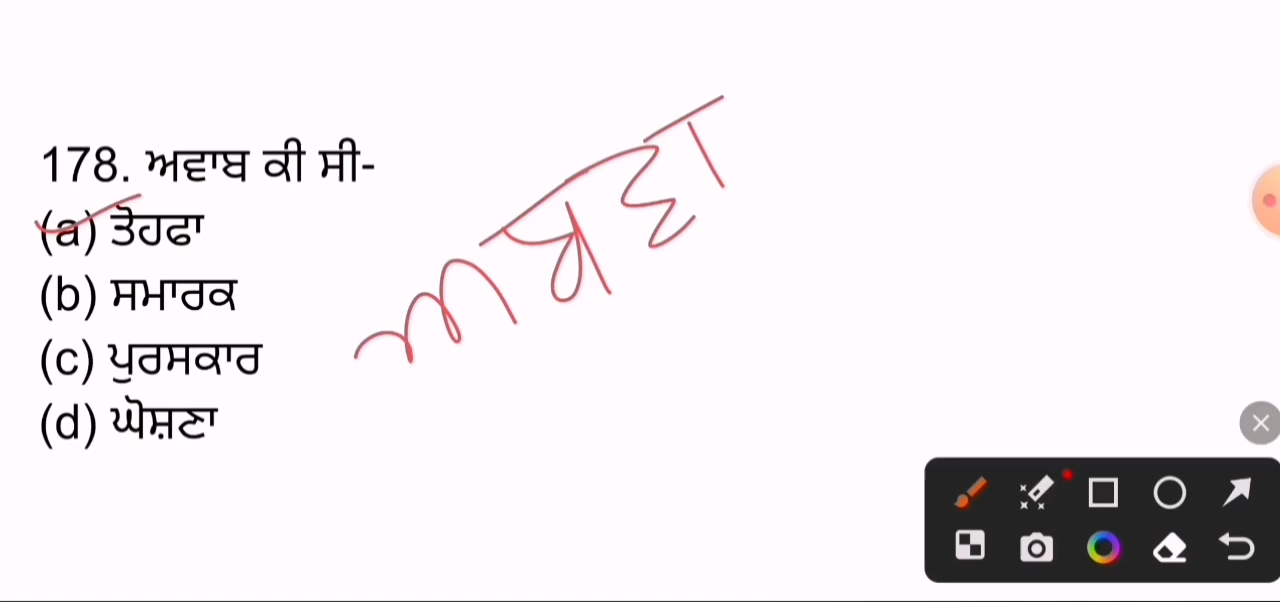 178. ਅਵਾਬ ਕੀ ਸੀ-
(a) ਤੋਹਫਾ
(b) ਸਮਾਰਕ
(c) ਪੁਰਸਕਾਰ
(d) ਘੋਸ਼ਣਾ